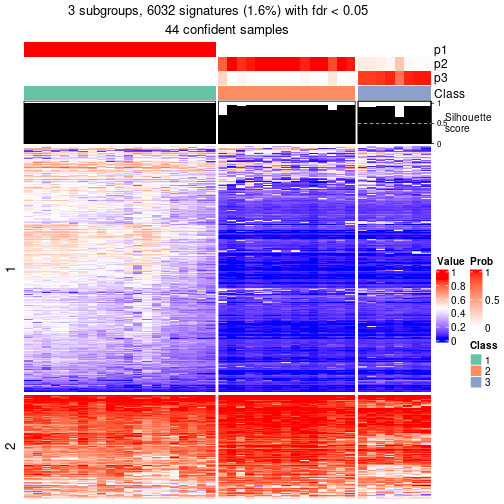 3 subgroups, 6032 signatures (1.6%) with fdr < 0.05
44 confident samples
p1
p2
p3
Class
1
0.5
0
Silhouette
score
1
2
Value
1
0.8
0.6
0.4
0.2
0
Prob
1
0.5
0
Class
1
2
3